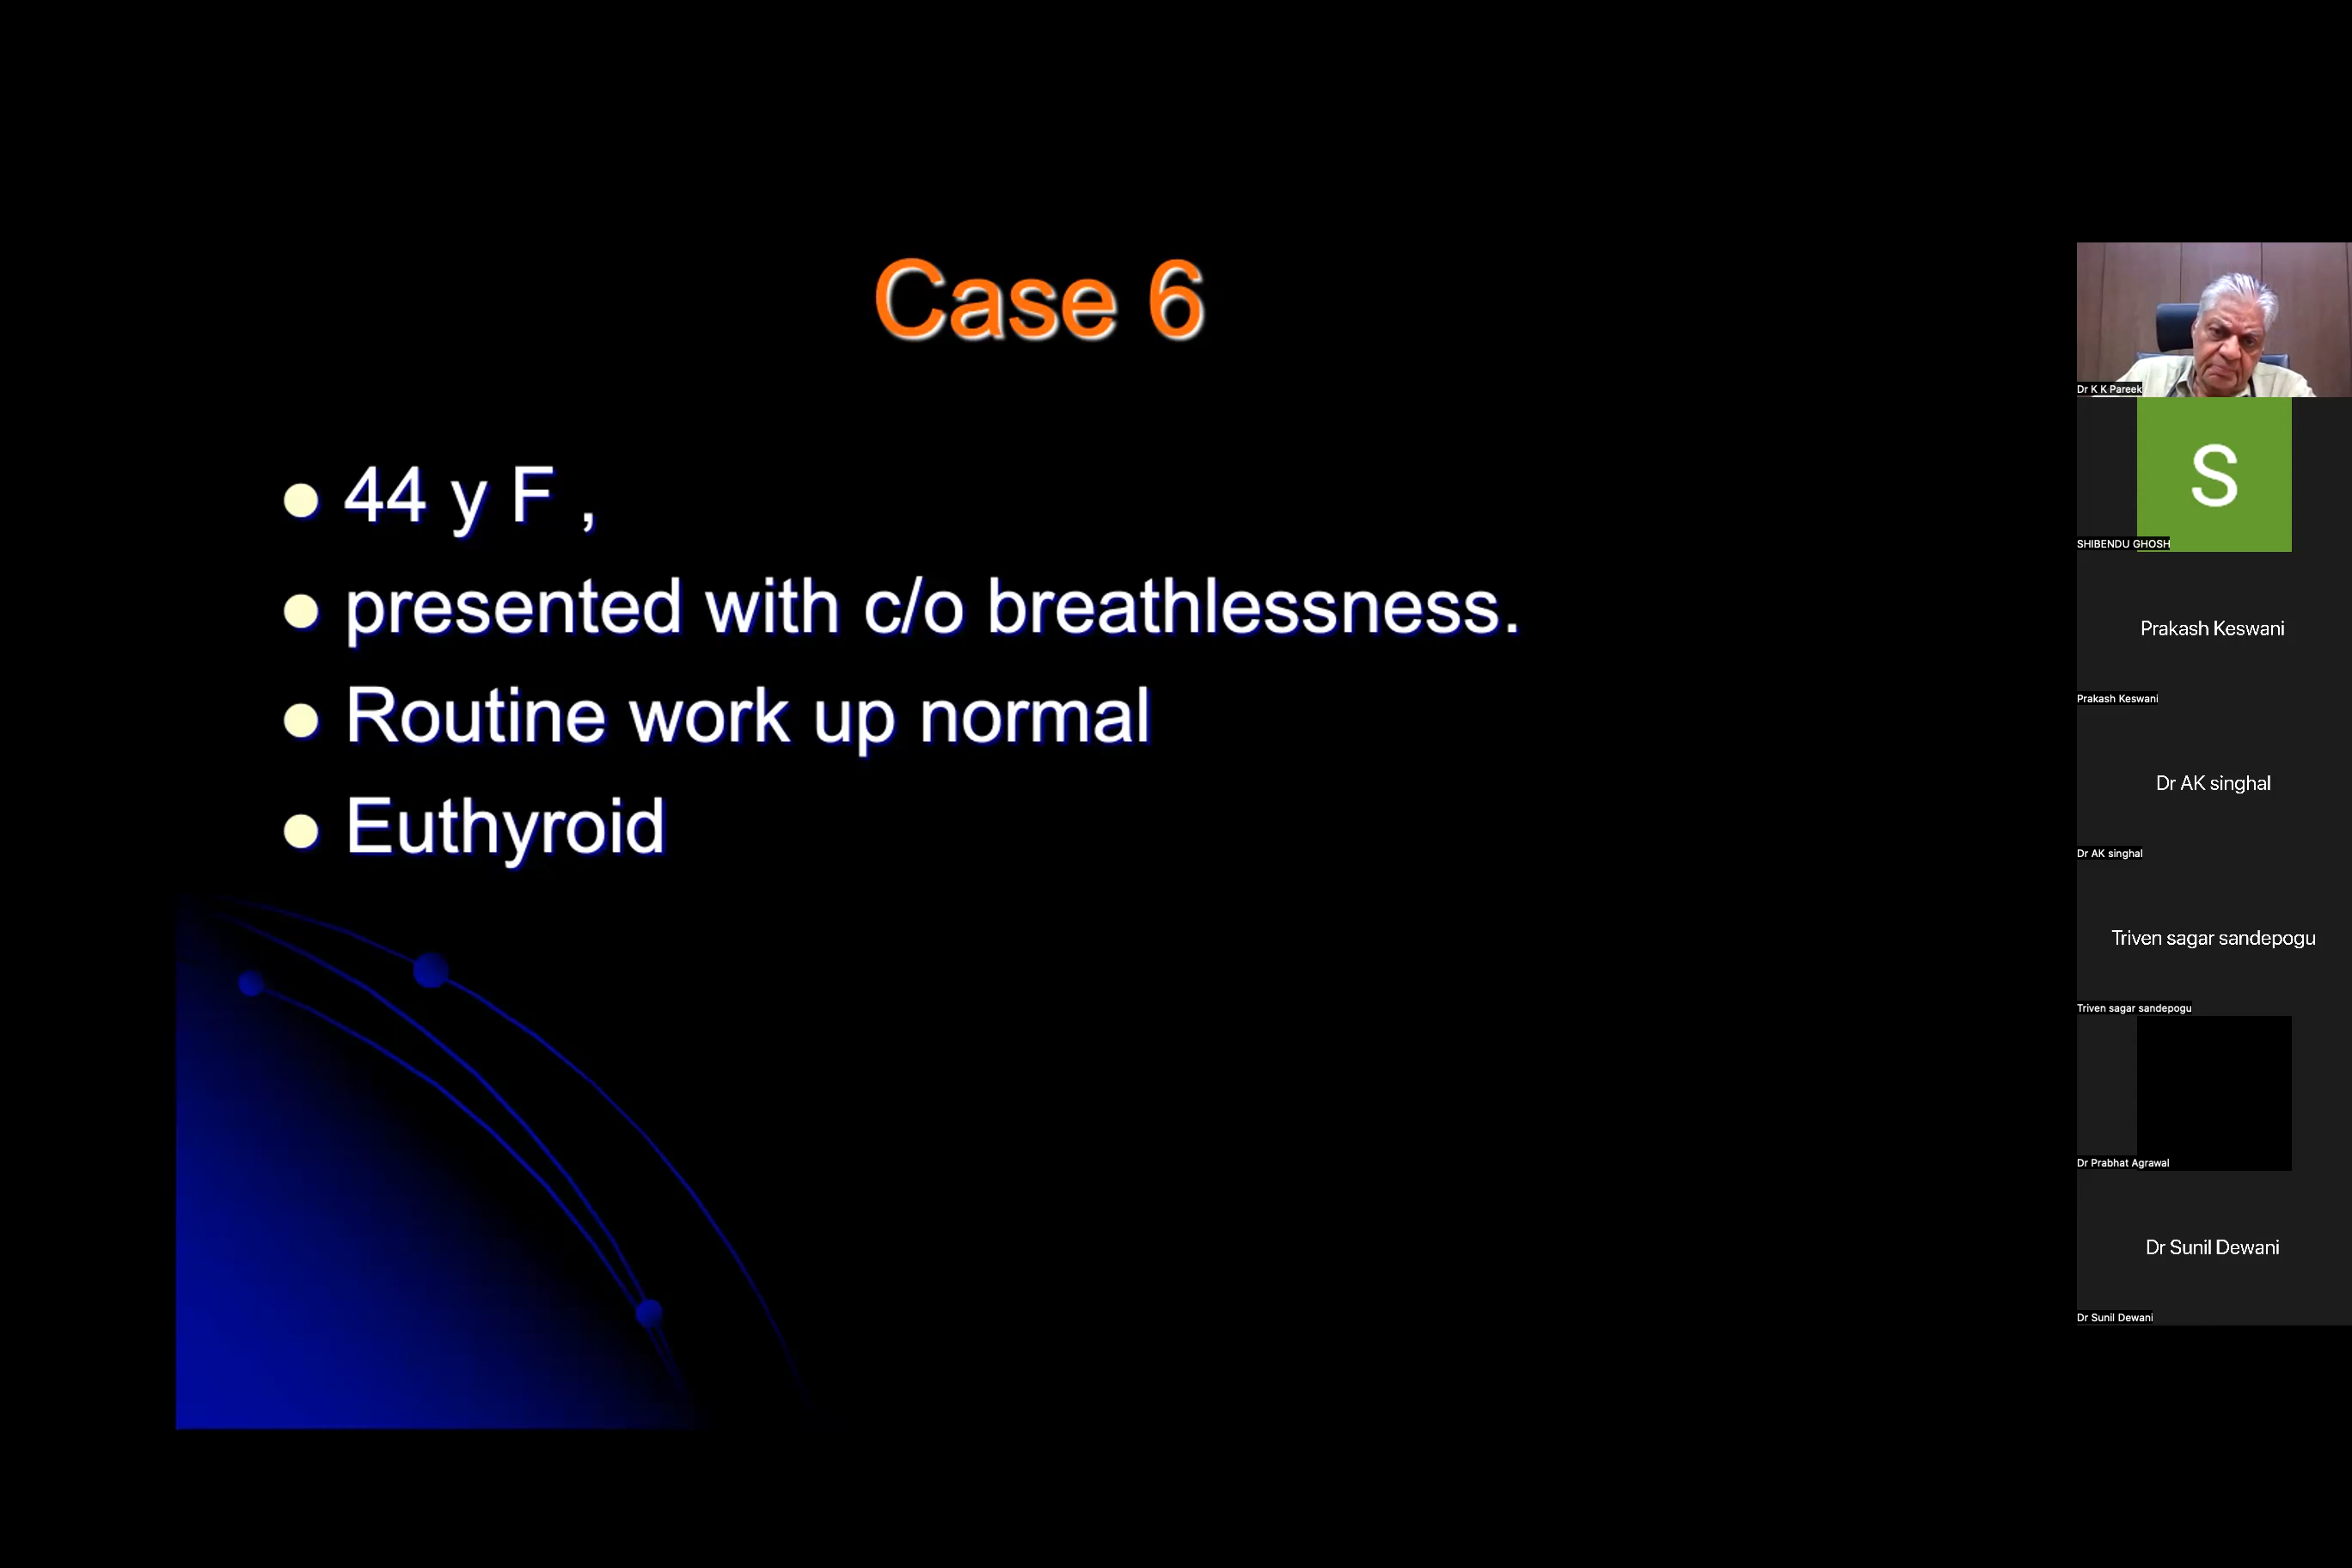 Case 6
44 y F ,
presented with c/o breathlessness.
Routine work up normal
Euthyroid
Dr K K Pareek
S
SHIBENDU GHOSH
Prakash Keswani
Prakash Keswani
Dr AK singhal
Dr AK singhal
Triven sagar sandepogu
Triven sagar sandepogu
Dr Prabhat Agrawal
Dr Sunil Dewani
Dr Sunil Dewani